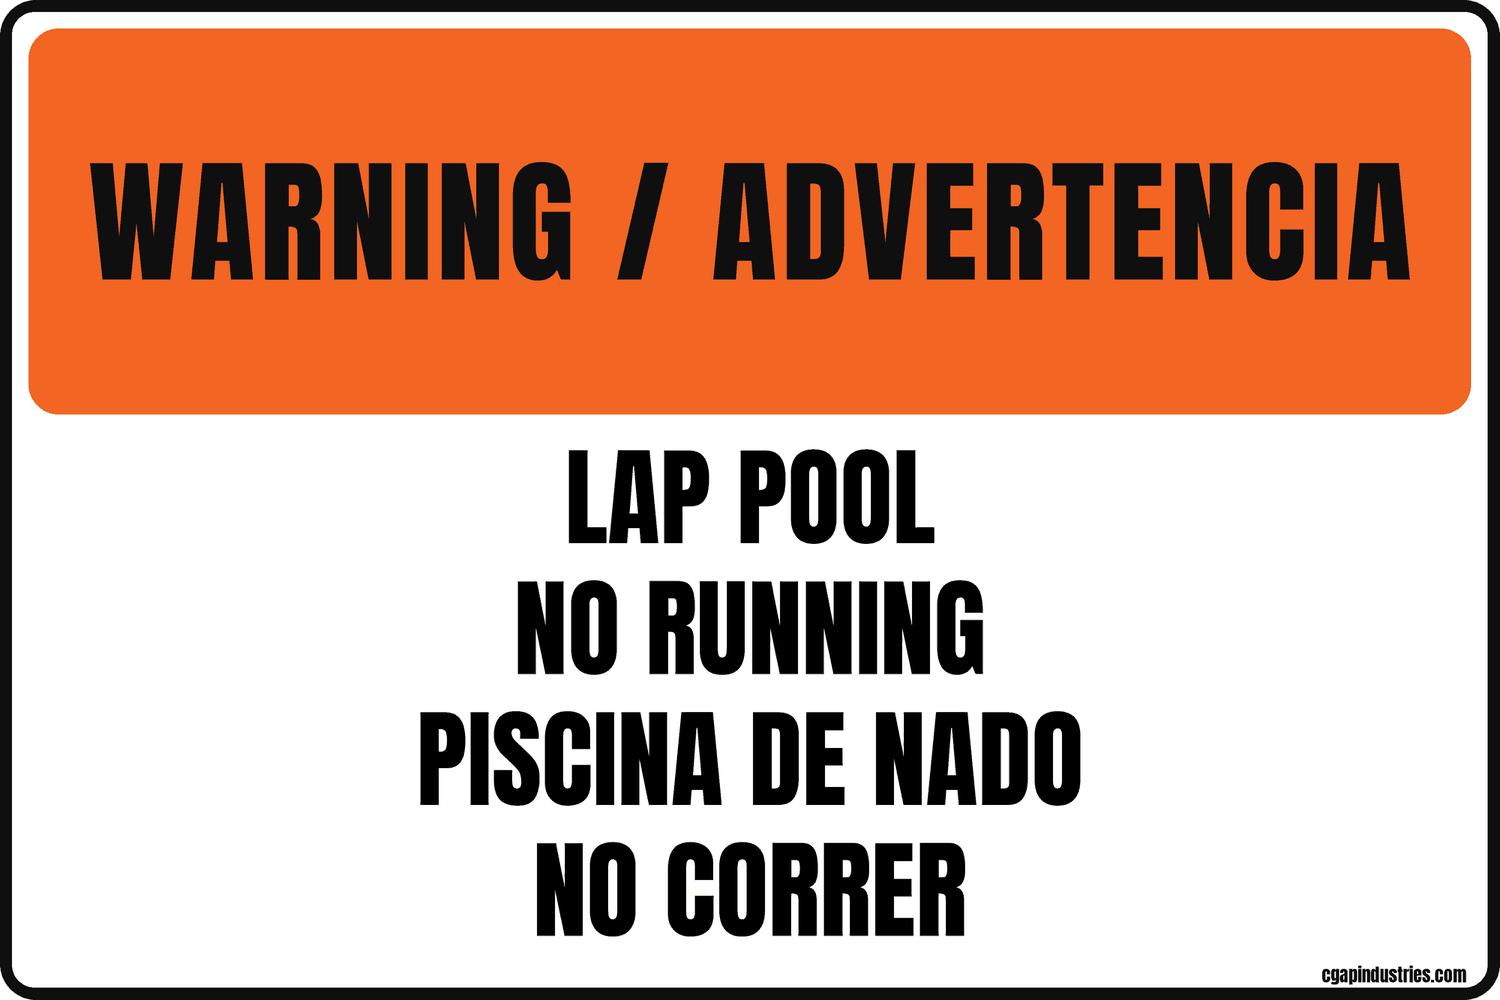 WARNING / ADVERTENCIA
LAP POOL
NO RUNNING
PISCINA DE NADO
NO CORRER
cgapindustries.com